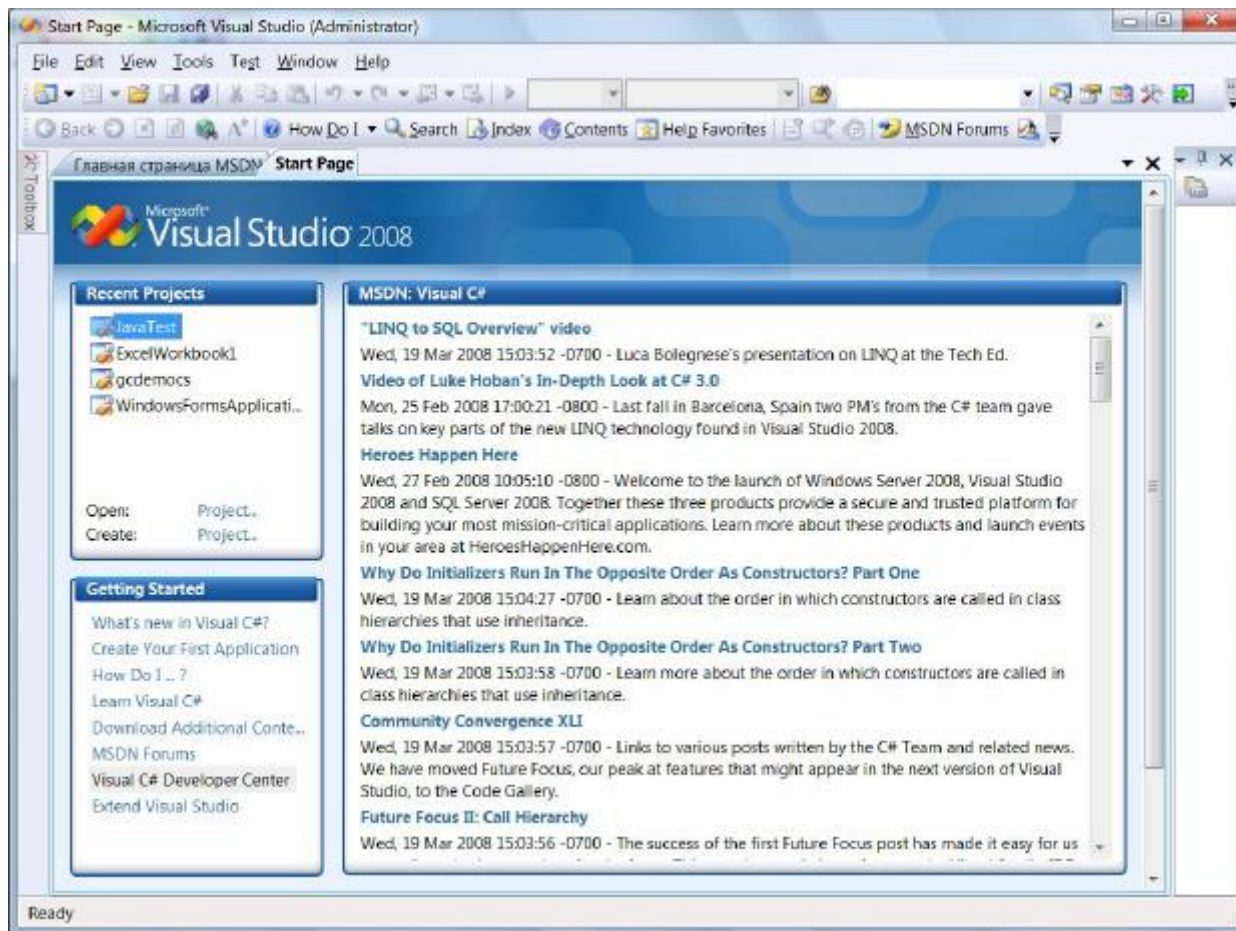 Start Page - Microsoft Visual Studio (Administrator)
File Edit View Tools Test Window Help
Back How Do I Search Index Contents Help Favorites MSDN Forums
Toolbox
Главная страница MSDN Start Page
Microsoft
Visual Studio 2008
Recent Projects
JavaTest
ExcelWorkbook1
gcdemocs
WindowsFormsApplicati...
Open: Project...
Create: Project...
Getting Started
What's new in Visual C#?
Create Your First Application
How Do I ... ?
Learn Visual C#
Download Additional Conte...
MSDN Forums
Visual C# Developer Center
Extend Visual Studio
MSDN: Visual C#
"LINQ to SQL Overview" video
Wed, 19 Mar 2008 15:03:52 -0700 - Luca Bolegnese's presentation on LINQ at the Tech Ed.
Video of Luke Hoban's In-Depth Look at C# 3.0
Mon, 25 Feb 2008 17:00:21 -0800 - Last fall in Barcelona, Spain two PM's from the C# team gave
talks on key parts of the new LINQ technology found in Visual Studio 2008.
Heroes Happen Here
Wed, 27 Feb 2008 10:05:10 -0800 - Welcome to the launch of Windows Server 2008, Visual Studio
2008 and SQL Server 2008. Together these three products provide a secure and trusted platform for
building your most mission-critical applications. Learn more about these products and launch events
in your area at HeroesHappenHere.com.
Why Do Initializers Run In The Opposite Order As Constructors? Part One
Wed, 19 Mar 2008 15:04:27 -0700 - Learn about the order in which constructors are called in class
hierarchies that use inheritance.
Why Do Initializers Run In The Opposite Order As Constructors? Part Two
Wed, 19 Mar 2008 15:03:58 -0700 - Learn more about the order in which constructors are called in
class hierarchies that use inheritance.
Community Convergence XLI
Wed, 19 Mar 2008 15:03:57 -0700 - Links to various posts written by the C# Team and related news.
We have moved Future Focus, our peak at features that might appear in the next version of Visual
Studio, to the Code Gallery.
Future Focus II: Call Hierarchy
Wed, 19 Mar 2008 15:03:56 -0700 - The success of the first Future Focus post has made it easy for us
Ready